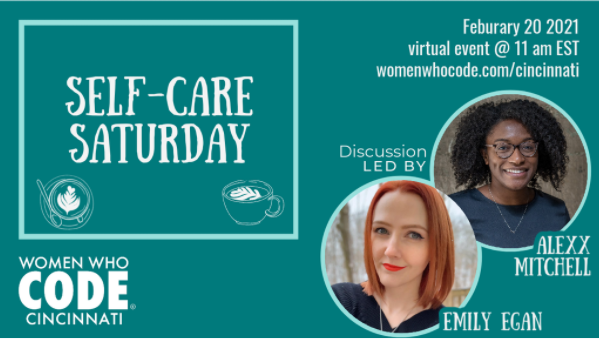 Feburary 20 2021
virtual event @ 11 am EST
womenwhocode.com/cincinnati
SELF-CARE
SATURDAY
Discussion
LED BY
ALEXX
MITCHELL
EMILY EGAN
WOMEN WHO
CODE®
CINCINNATI